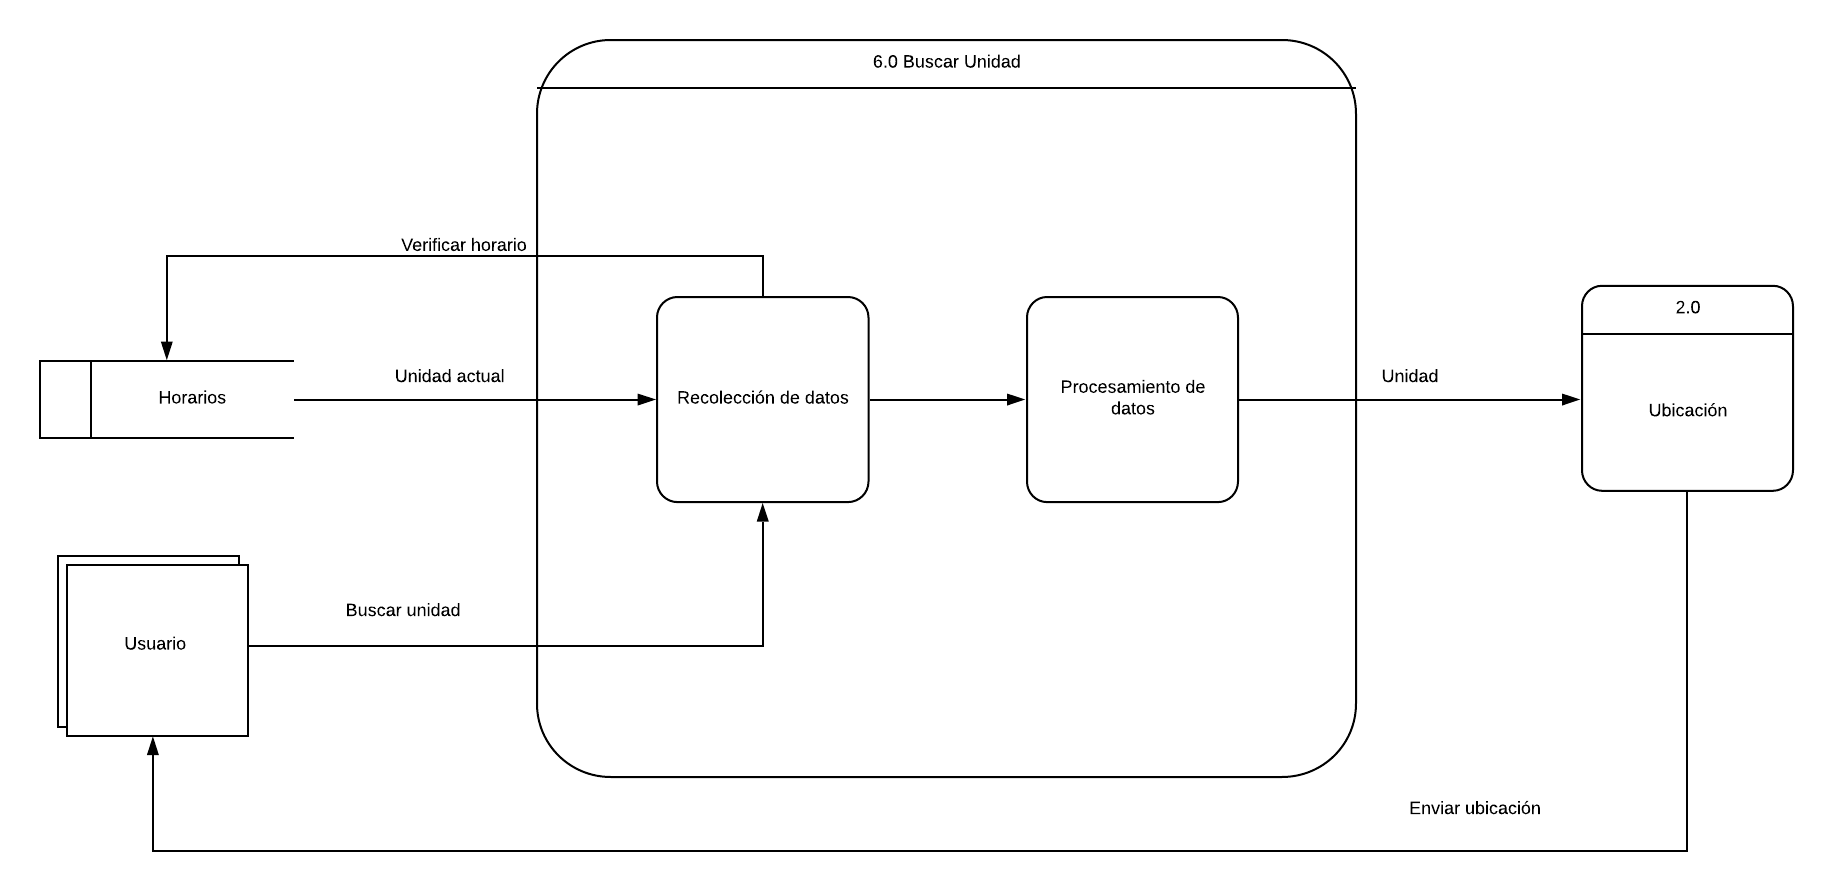 6.0 Buscar Unidad
Verificar horario
2.0
Horarios
Unidad actual
Recolección de datos
Procesamiento de
datos
Unidad
Ubicación
Buscar unidad
Usuario
Enviar ubicación